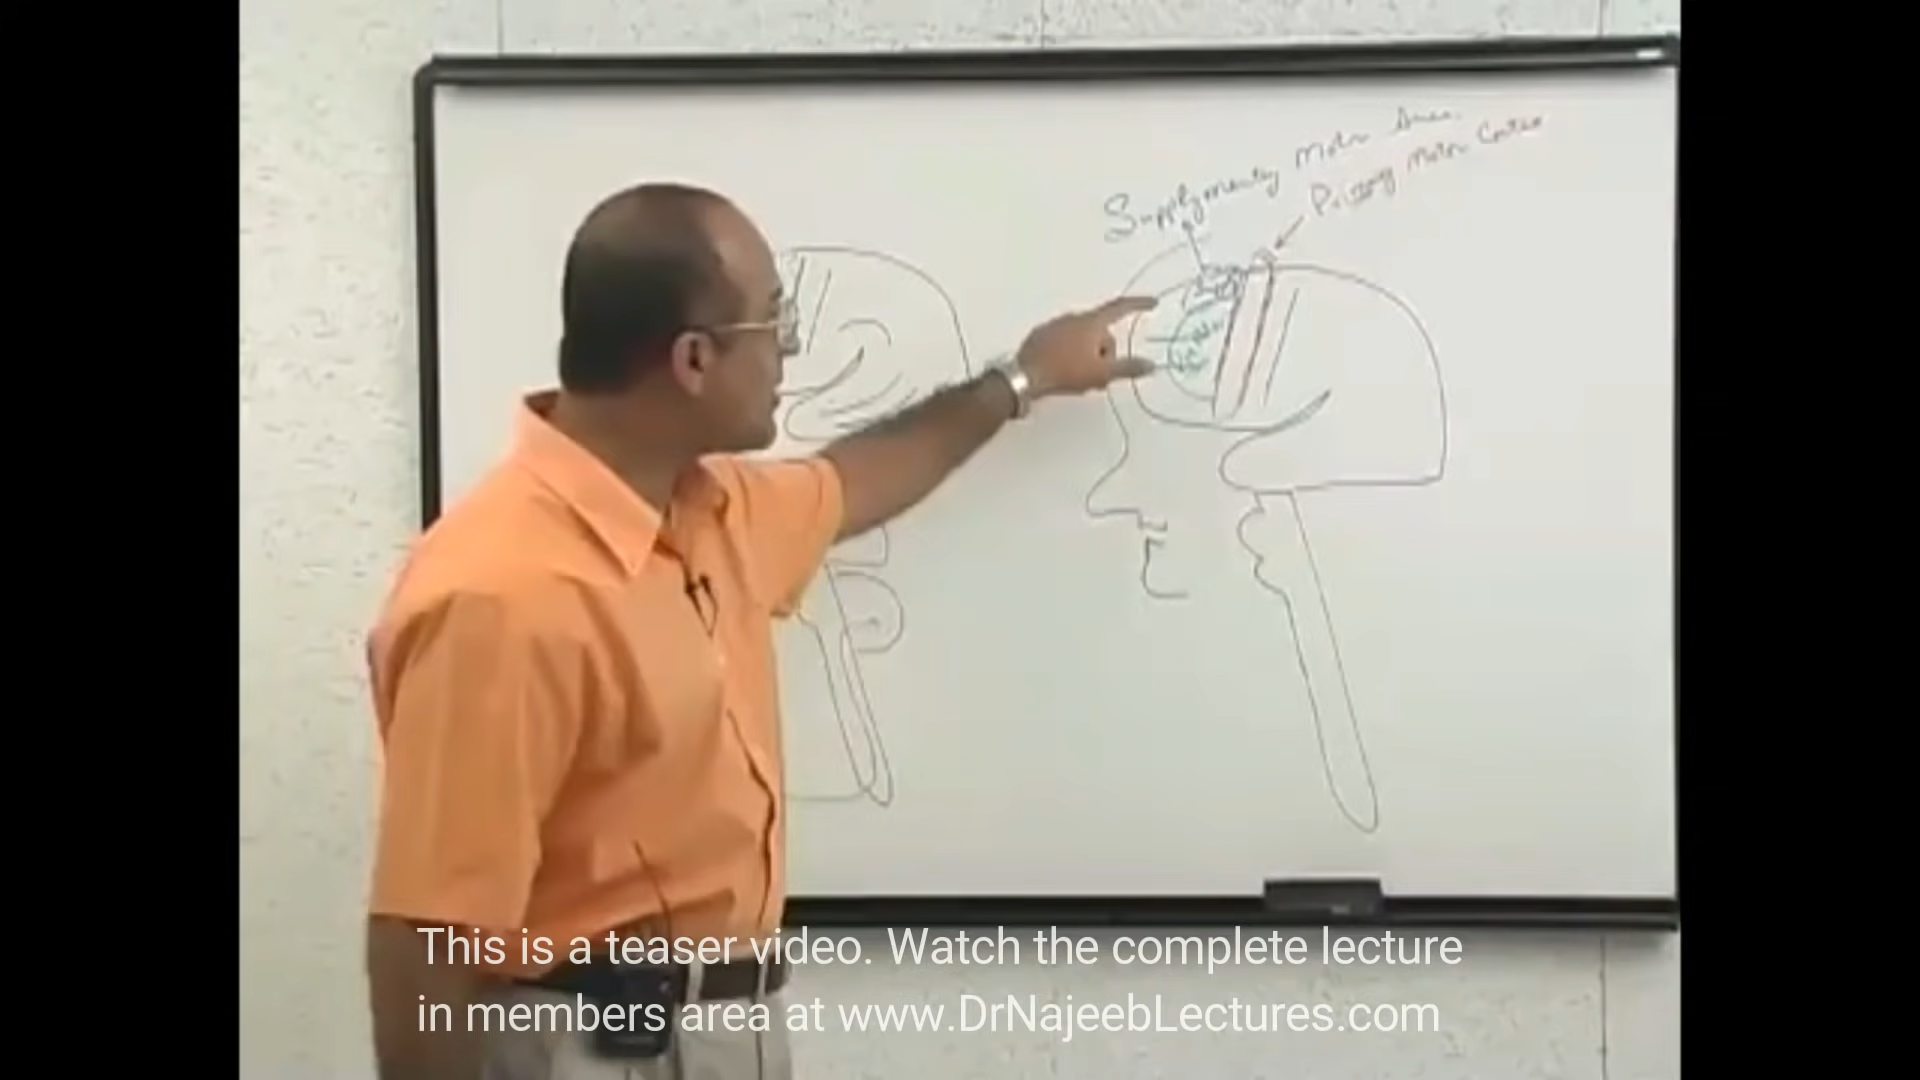 Supplymentry Motor Area
Primary Motor Cortex
This is a teaser video. Watch the complete lecture
in members area at www.DrNajeebLectures.com